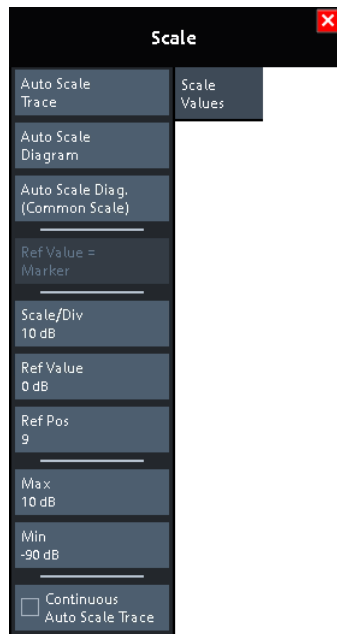 Scale
Auto Scale
Trace
Scale
Values
Auto Scale
Diagram
Auto Scale Diag.
(Common Scale)
Ref Value =
Marker
Scale/Div
10 dB
Ref Value
0 dB
Ref Pos
9
Max
10 dB
Min
-90 dB
Continuous
Auto Scale Trace